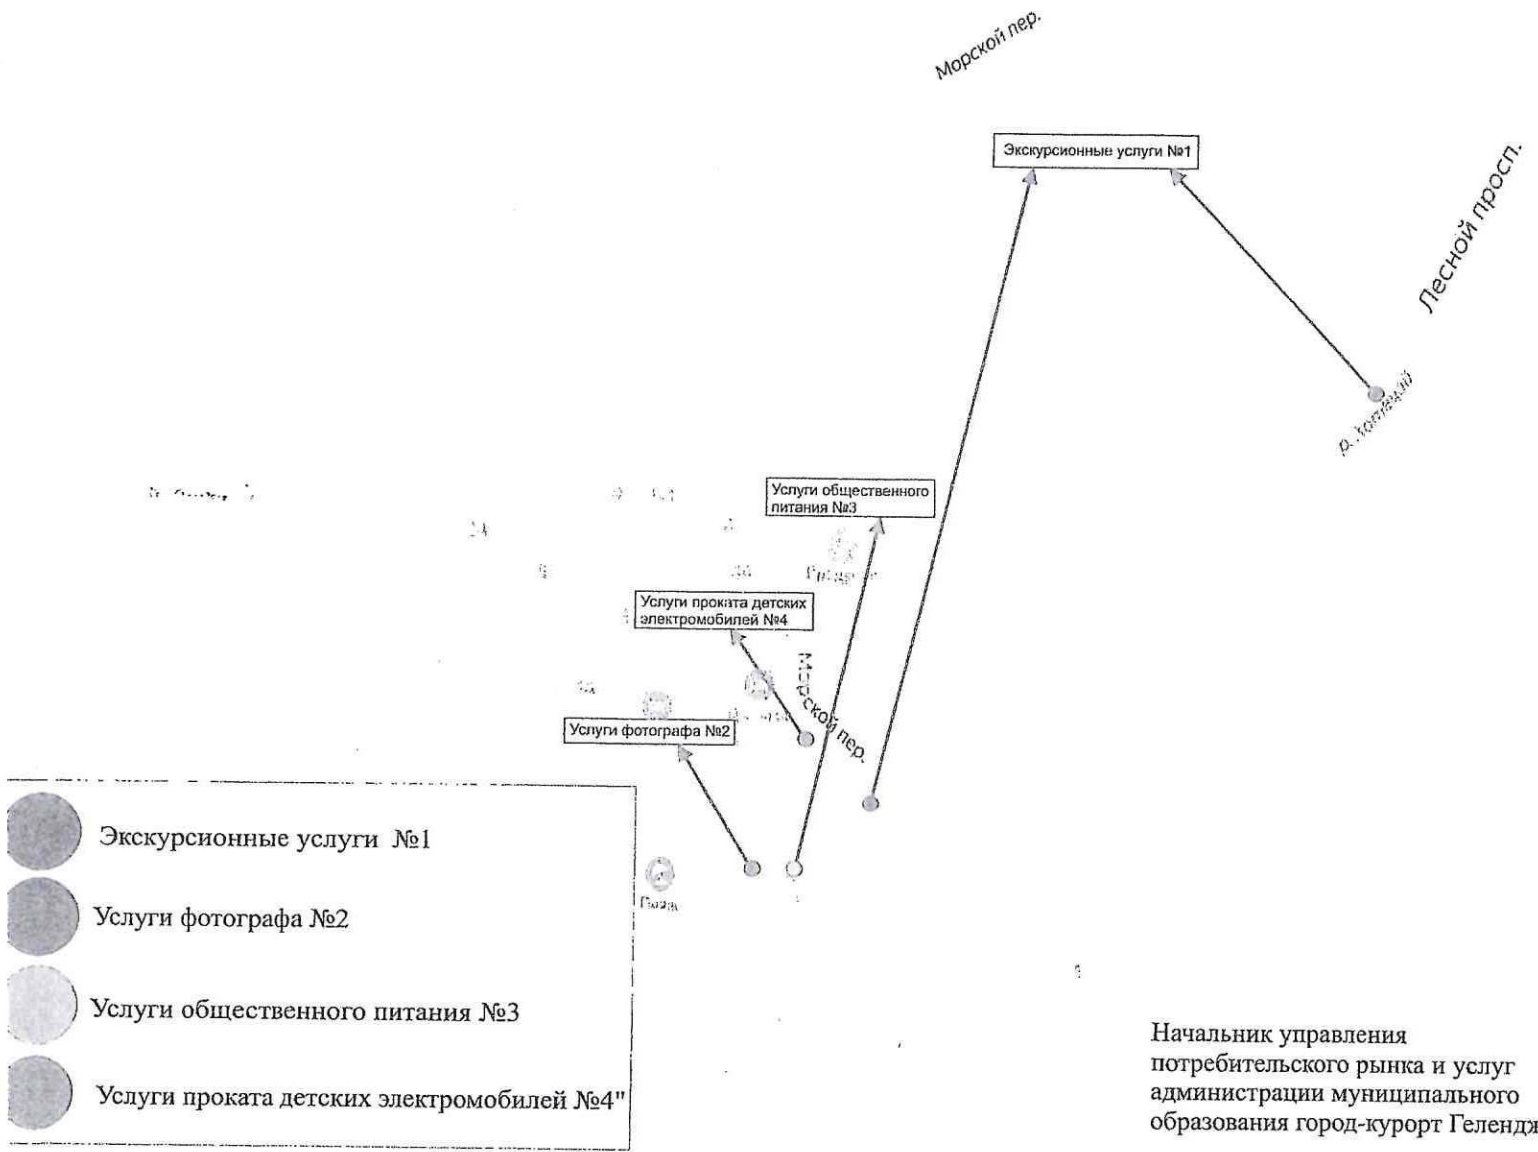 Морской пер.
Экскурсионные услуги №1
Лесной просп.
Услуги общественного
питания №3
Услуги проката детских
электромобилей №4
Морской пер.
Услуги фотографа №2
Экскурсионные услуги №1
Услуги фотографа №2
Услуги общественного питания №3
Услуги проката детских электромобилей №4"
Начальник управления
потребительского рынка и услуг
администрации муниципального
образования город-курорт Гелендж